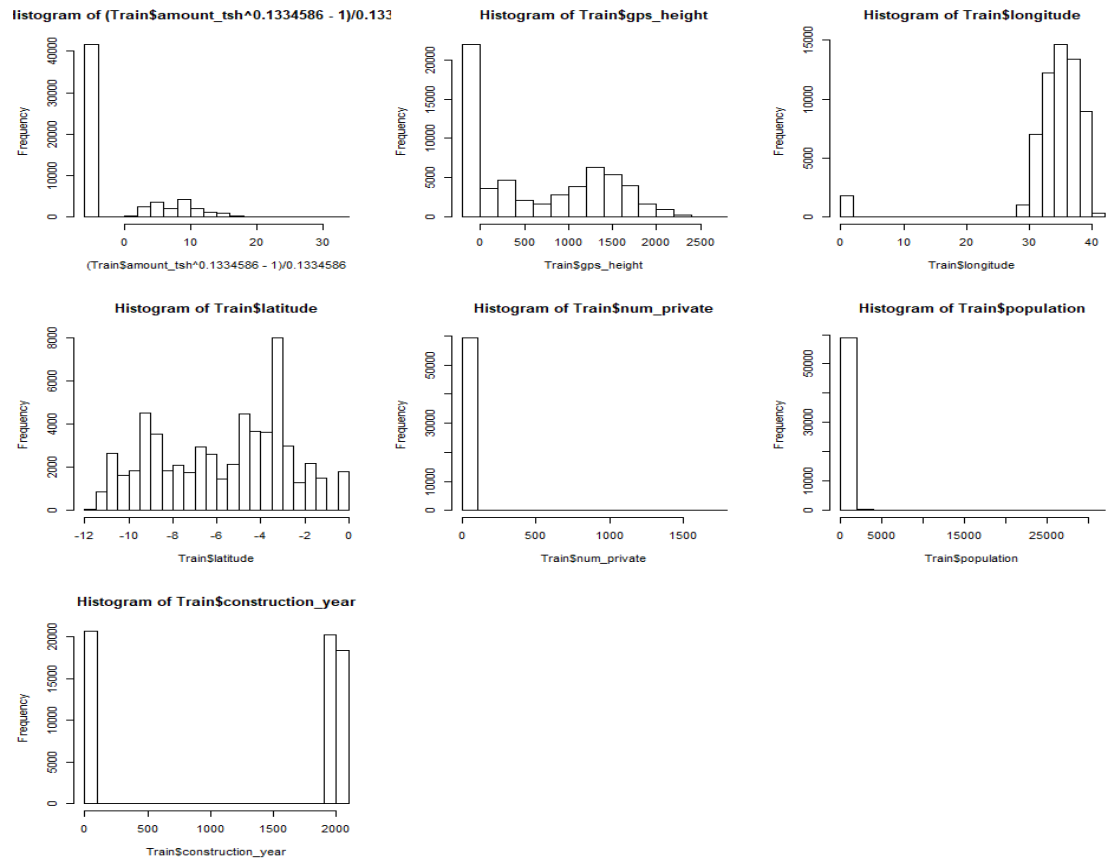 Histogram of (Train$amount_tsh^0.1334586 - 1)/0.133
Frequency
0 10000 20000 30000 40000
0 10 20 30
(Train$amount_tsh^0.1334586 - 1)/0.1334586
Histogram of Train$gps_height
Frequency
0 5000 10000 15000 20000
0 500 1000 1500 2000 2500
Train$gps_height
Histogram of Train$longitude
Frequency
0 5000 10000 15000
0 10 20 30 40
Train$longitude
Histogram of Train$latitude
Frequency
0 2000 4000 6000 8000
-12 -10 -8 -6 -4 -2 0
Train$latitude
Histogram of Train$num_private
Frequency
0 10000 20000 30000 50000
0 500 1000 1500
Train$num_private
Histogram of Train$population
Frequency
0 10000 20000 30000 50000
0 5000 15000 25000
Train$population
Histogram of Train$construction_year
Frequency
0 5000 10000 15000 20000
0 500 1000 1500 2000
Train$construction_year